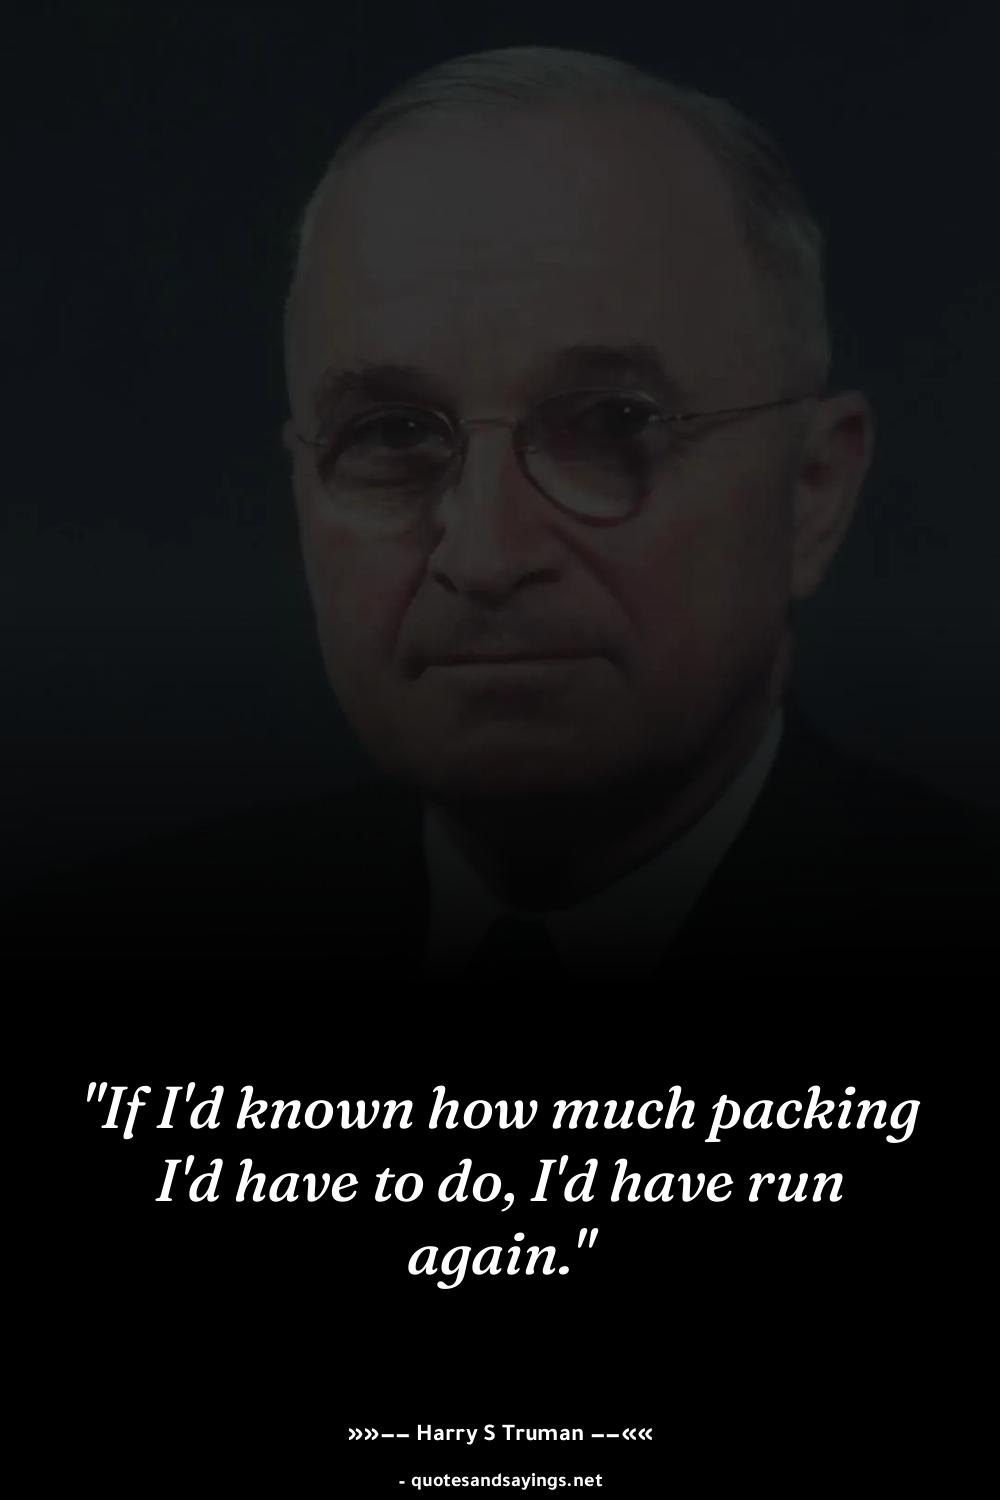 "If I'd known how much packing
I'd have to do, I'd have run
again."
»»−− Harry S Truman −−««
- quotesandsayings.net